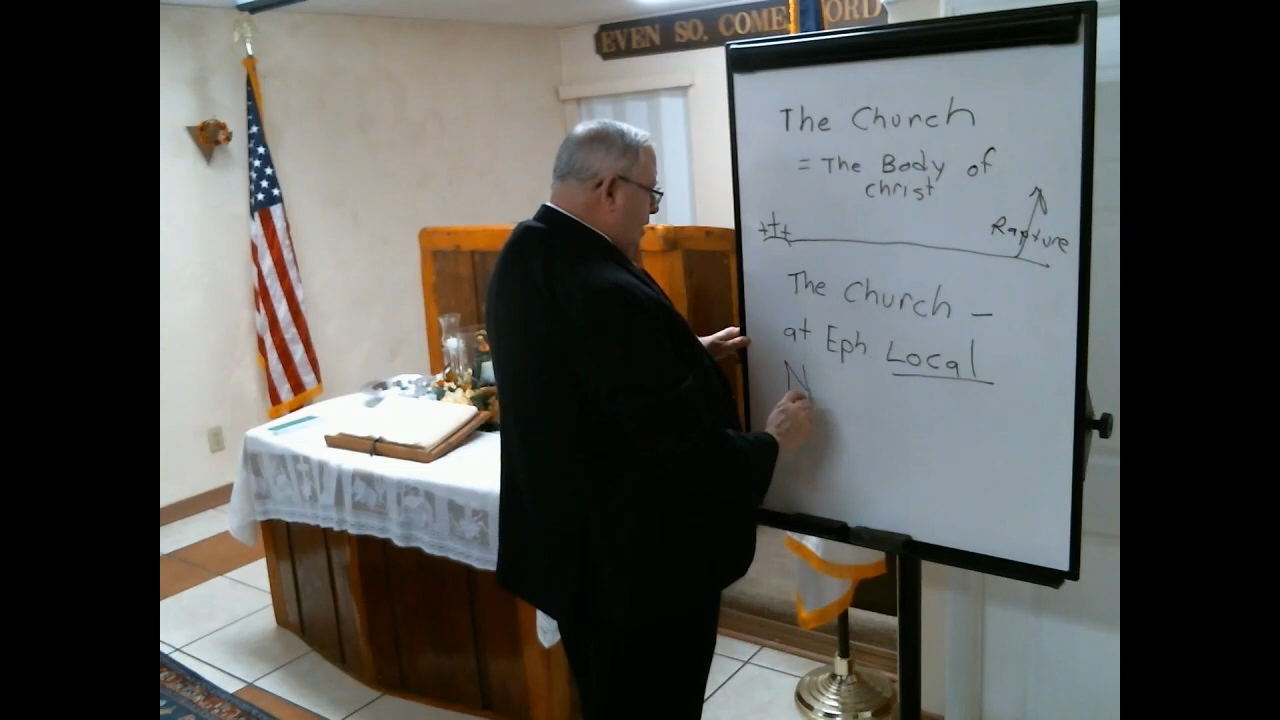 EVEN SO, COME ORD
The Church
= The Body of
christ
Rapture
The Church –
at Eph. Local
N